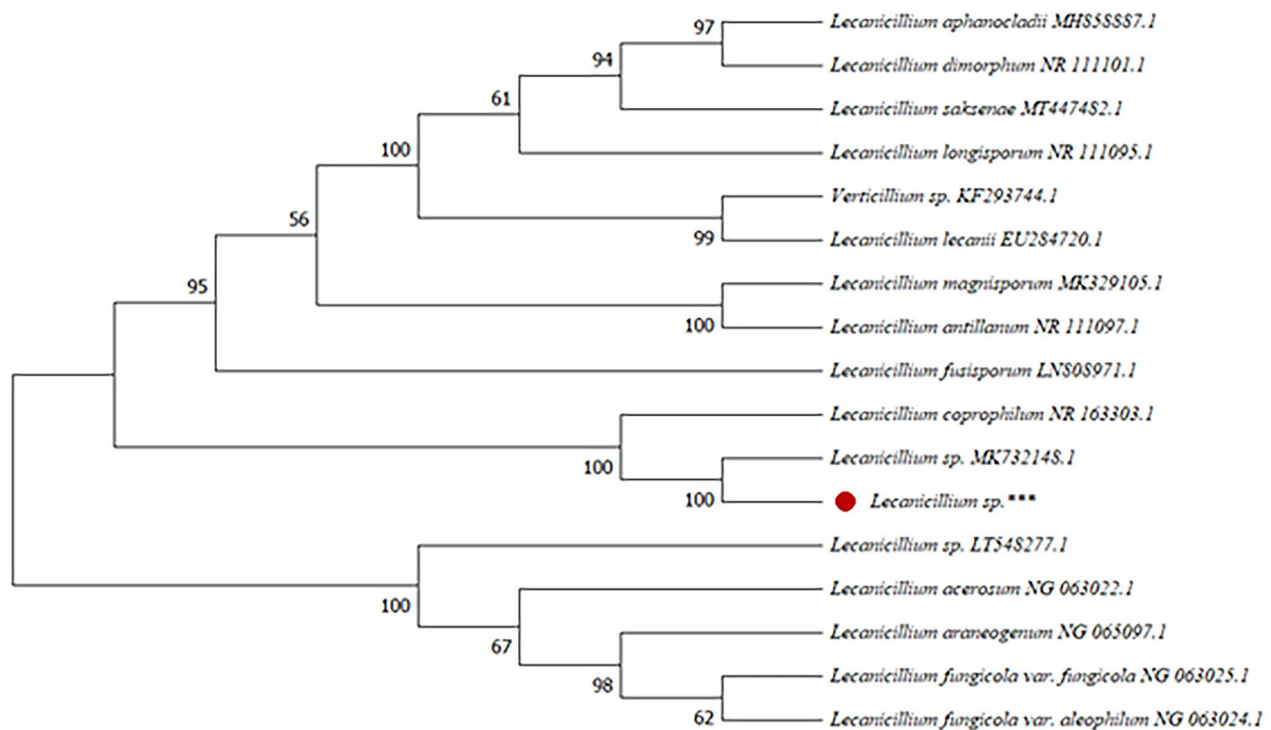 97
Lecanicillium aphanocladii MH858887.1
94
Lecanicillium dimorphum NR 111101.1
61
Lecanicillium saksenae MT447482.1
100
Lecanicillium longisporum NR 111095.1
Verticillium sp. KF293744.1
56
99
Lecanicillium lecanii EU284720.1
Lecanicillium magnisporum MK329105.1
95
100
Lecanicillium antillanum NR 111097.1
Lecanicillium fusisporum LN808971.1
Lecanicillium coprophilum NR 163303.1
100
Lecanicillium sp. MK732148.1
100
Lecanicillium sp.***
Lecanicillium sp. LT548277.1
100
Lecanicillium acerosum NG 063022.1
67
Lecanicillium araneogenum NG 065097.1
98
Lecanicillium fungicola var. fungicola NG 063025.1
62
Lecanicillium fungicola var. aleophilum NG 063024.1